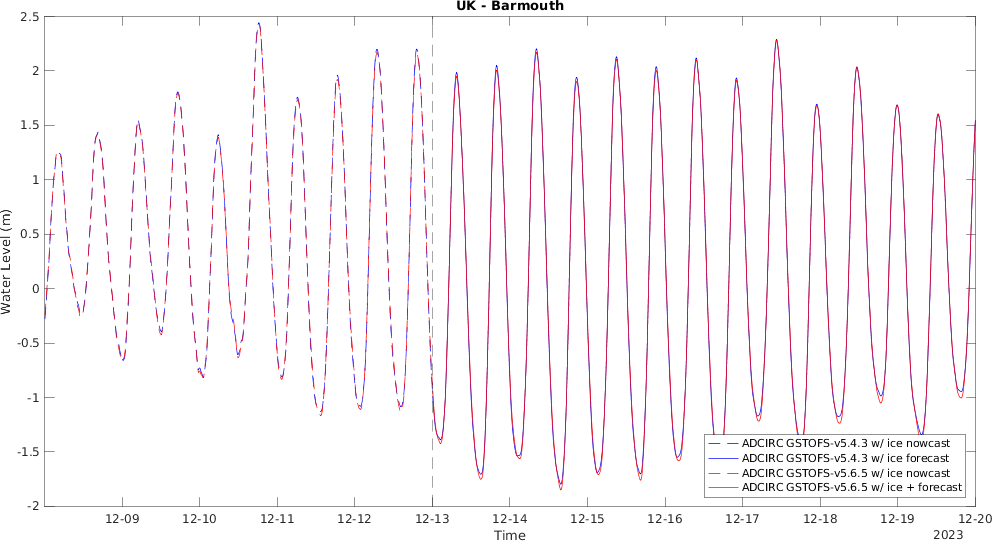 UK - Barmouth
2.5
2
1.5
1
0.5
0
-0.5
-1
-1.5
-2
Water Level (m)
ADCIRC GSTOFS-v5.4.3 w/ ice nowcast
ADCIRC GSTOFS-v5.4.3 w/ ice forecast
ADCIRC GSTOFS-v5.6.5 w/ ice nowcast
ADCIRC GSTOFS-v5.6.5 w/ ice + forecast
12-09 12-10 12-11 12-12 12-13 12-14 12-15 12-16 12-17 12-18 12-19 12-20
Time
2023